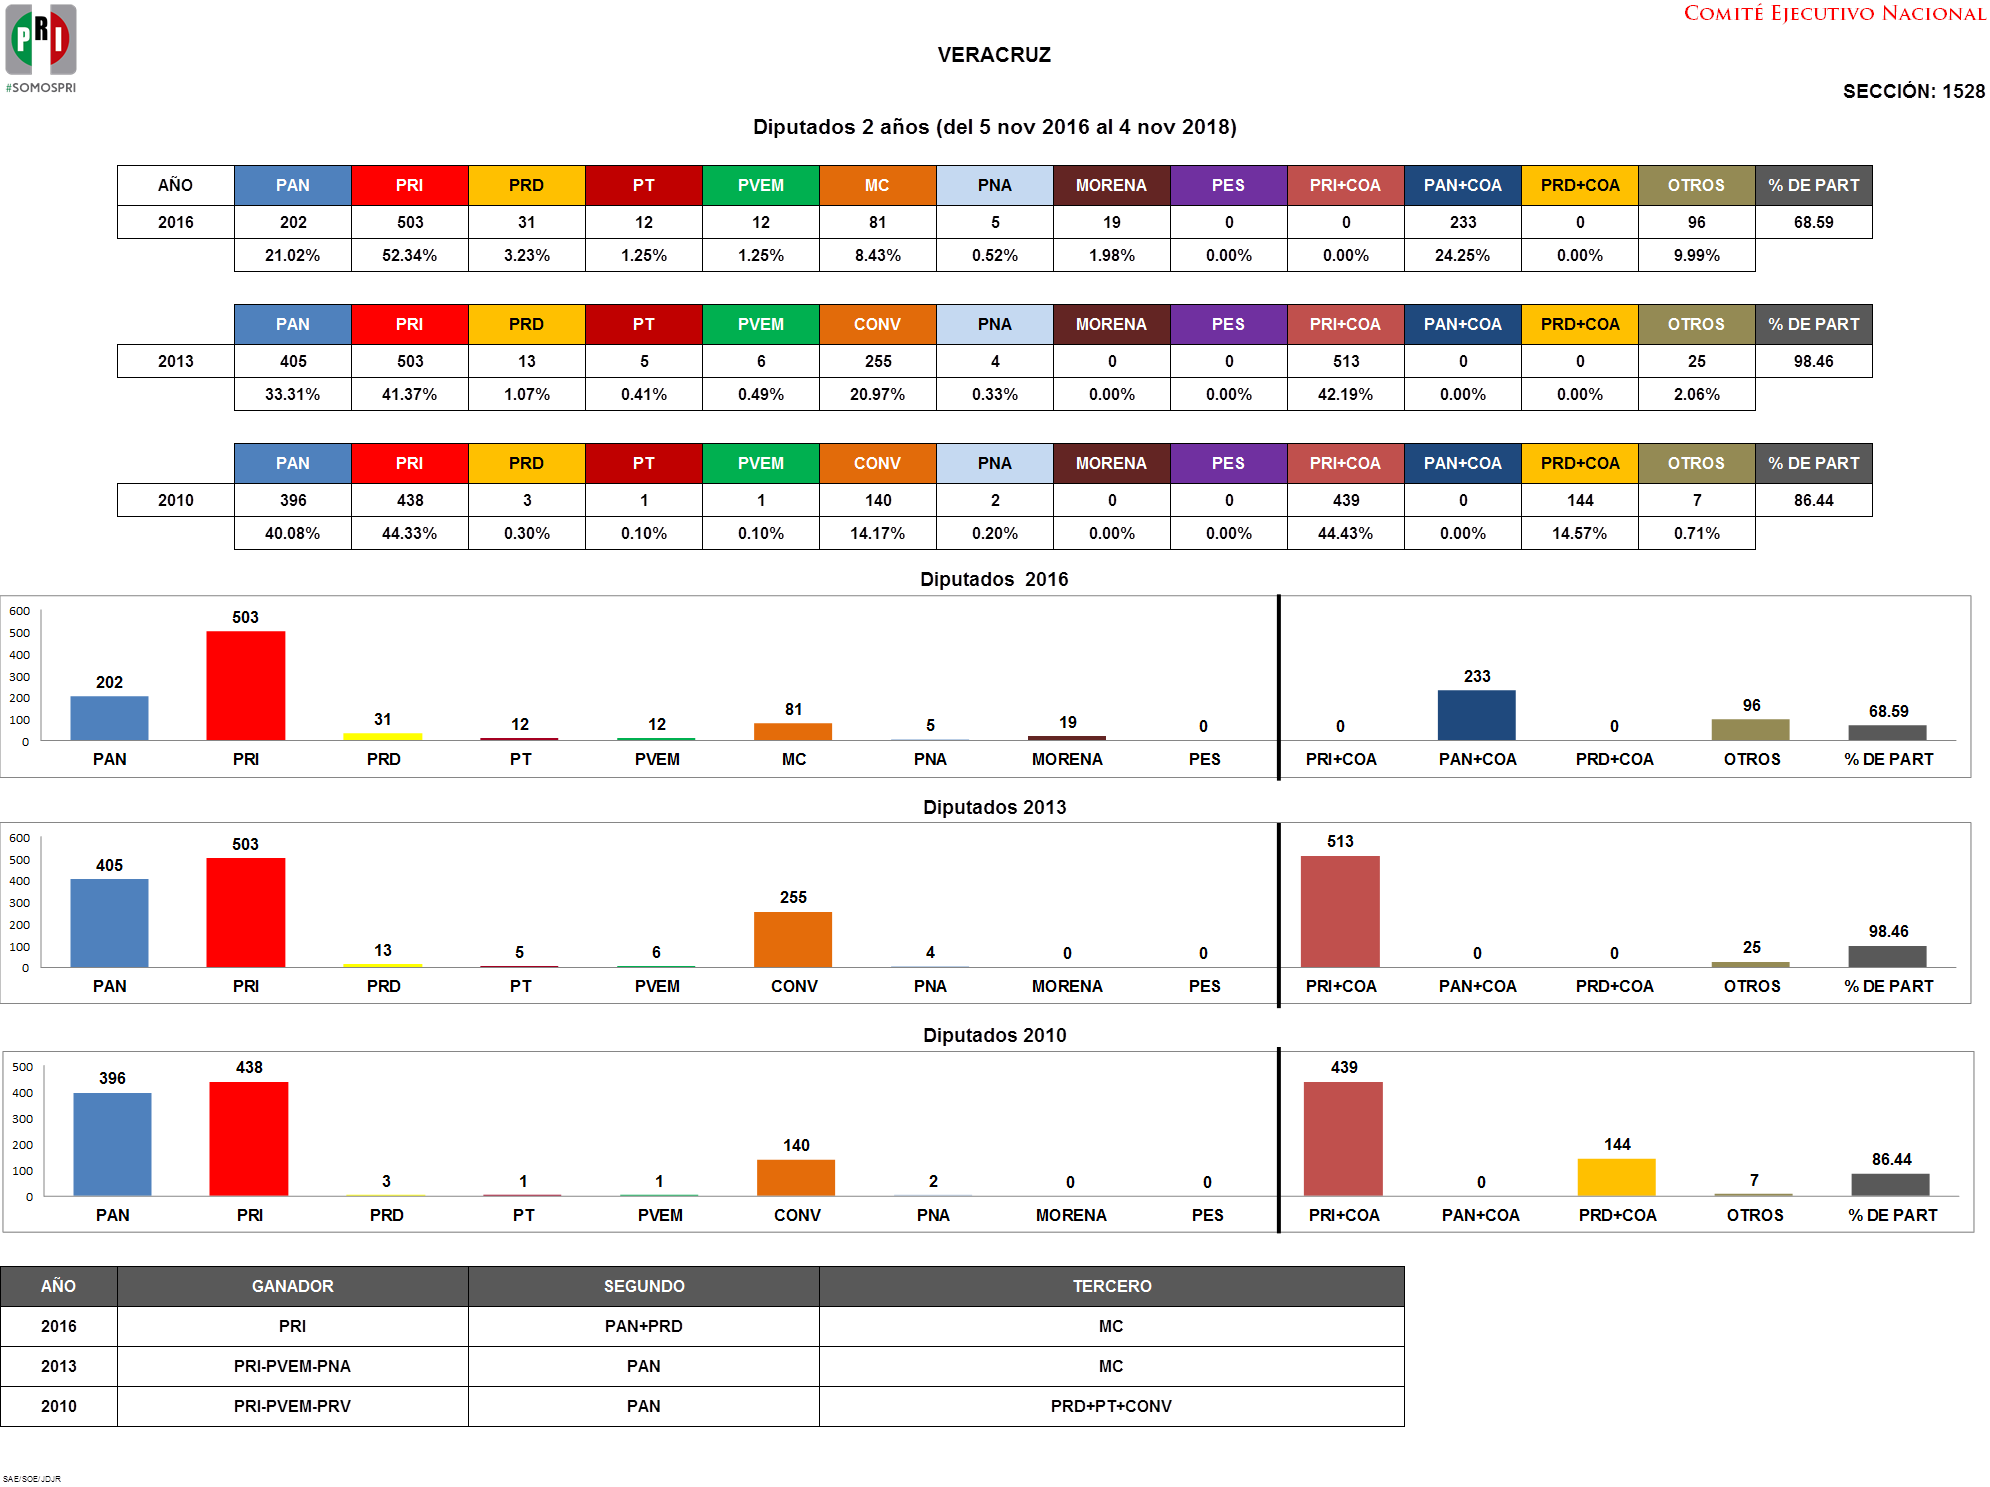 PRI
#SOMOSPRI
COMITÉ EJECUTIVO NACIONAL
VERACRUZ
SECCIÓN: 1528
Diputados 2 años (del 5 nov 2016 al 4 nov 2018)
AÑO PAN PRI PRD PT PVEM MC PNA MORENA PES PRI+COA PAN+COA PRD+COA OTROS % DE PART
2016 202 503 31 12 12 81 5 19 0 0 233 0 96 68.59
21.02% 52.34% 3.23% 1.25% 1.25% 8.43% 0.52% 1.98% 0.00% 0.00% 24.25% 0.00% 9.99%
PAN PRI PRD PT PVEM CONV PNA MORENA PES PRI+COA PAN+COA PRD+COA OTROS % DE PART
2013 405 503 13 5 6 255 4 0 0 513 0 0 25 98.46
33.31% 41.37% 1.07% 0.41% 0.49% 20.97% 0.33% 0.00% 0.00% 42.19% 0.00% 0.00% 2.06%
PAN PRI PRD PT PVEM CONV PNA MORENA PES PRI+COA PAN+COA PRD+COA OTROS % DE PART
2010 396 438 3 1 1 140 2 0 0 439 0 144 7 86.44
40.08% 44.33% 0.30% 0.10% 0.10% 14.17% 0.20% 0.00% 0.00% 44.43% 0.00% 14.57% 0.71%
Diputados 2016
600
500
400
300
200
100
0
202 503 31 12 12 81 5 19 0 0 233 0 96 68.59
PAN PRI PRD PT PVEM MC PNA MORENA PES PRI+COA PAN+COA PRD+COA OTROS % DE PART
Diputados 2013
600
500
400
300
200
100
0
405 503 13 5 6 255 4 0 0 513 0 0 25 98.46
PAN PRI PRD PT PVEM CONV PNA MORENA PES PRI+COA PAN+COA PRD+COA OTROS % DE PART
Diputados 2010
500
400
300
200
100
0
396 438 3 1 1 140 2 0 0 439 0 144 7 86.44
PAN PRI PRD PT PVEM CONV PNA MORENA PES PRI+COA PAN+COA PRD+COA OTROS % DE PART
AÑO GANADOR SEGUNDO TERCERO
2016 PRI PAN+PRD MC
2013 PRI-PVEM-PNA PAN MC
2010 PRI-PVEM-PRV PAN PRD+PT+CONV
SAE/SOE/JDJR